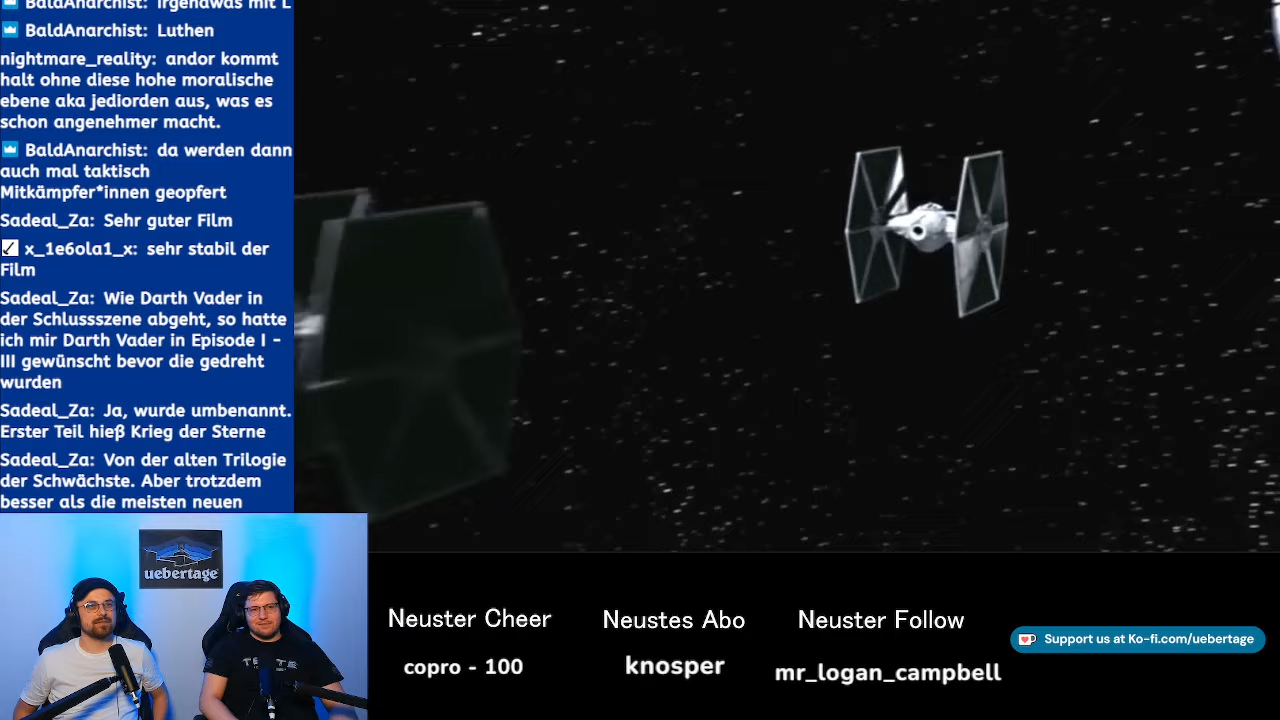 BaldAnarchist: irgendwas mit L
BaldAnarchist: Luthen
nightmare_reality: andor kommt
halt ohne diese hohe moralische
ebene aka jediorden aus, was es
schon angenehmer macht.
BaldAnarchist: da werden dann
auch mal taktisch
Mitkämpfer*innen geopfert
Sadeal_Za: Sehr guter Film
x_1e6ola1_x: sehr stabil der
Film
Sadeal_Za: Wie Darth Vader in
der Schlussszene abgeht, so hatte
ich mir Darth Vader in Episode I -
III gewünscht bevor die gedreht
wurden
Sadeal_Za: Ja, wurde umbenannt.
Erster Teil hieß Krieg der Sterne
Sadeal_Za: Von der alten Trilogie
der Schwächste. Aber trotzdem
besser als die meisten neuen
uebertage
Neuster Cheer
copro - 100
Neustes Abo
knosper
Neuster Follow
mr_logan_campbell
Support us at Ko-fi.com/uebertage